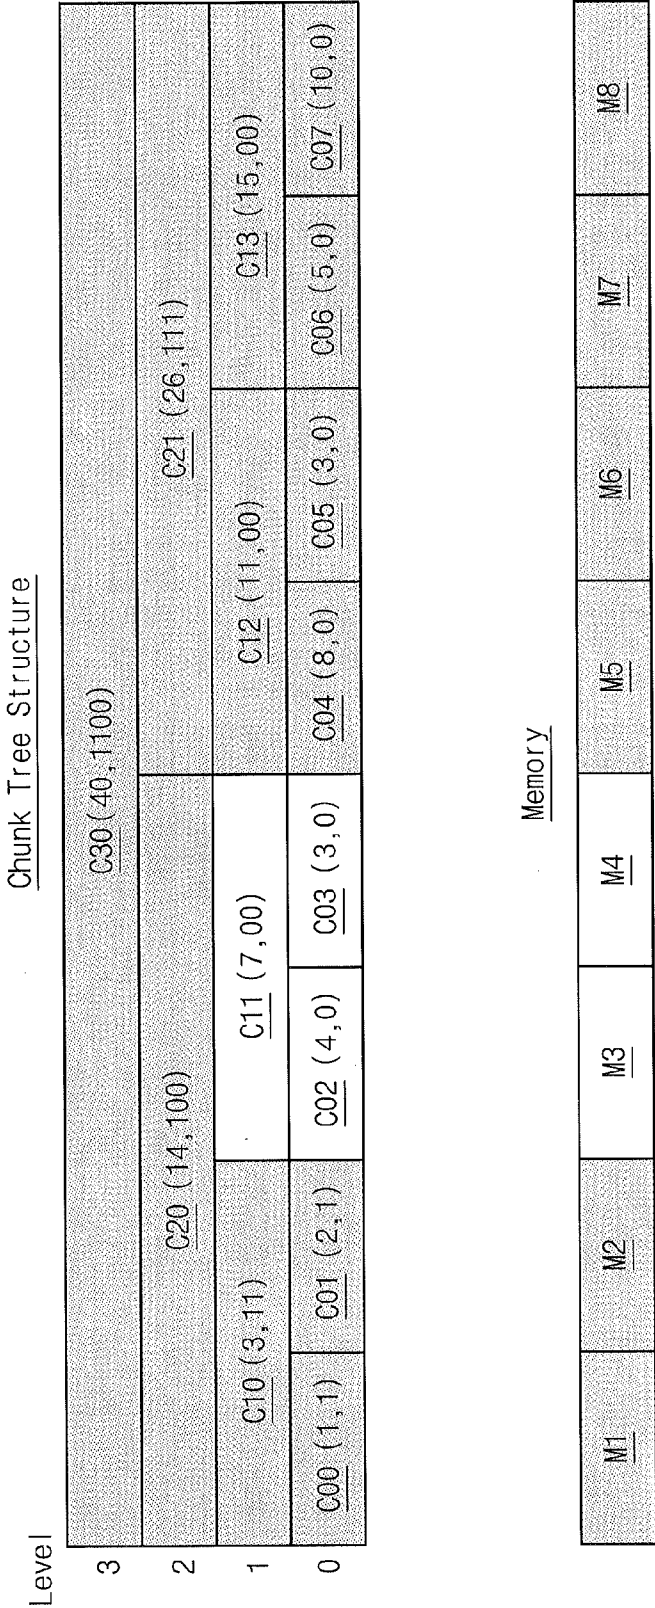 Chunk Tree Structure
Level
3 C30(40,1100)
2 C20 (14,100) C21 (26,111)
1 C10 (3,11) C11 (7,00) C12 (11,00) C13 (15,00)
0 C00 (1,1) C01 (2,1) C02 (4,0) C03 (3,0) C04 (8,0) C05 (3,0) C06 (5,0) C07 (10,0)
Memory
M1 M2 M3 M4 M5 M6 M7 M8